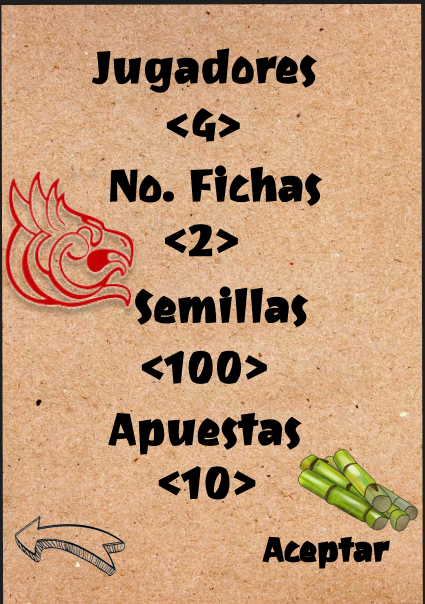 Jugadores
<G>
No. Fichas
<2>
Semillas
<100>
Apuestas
<10>
Aceptar